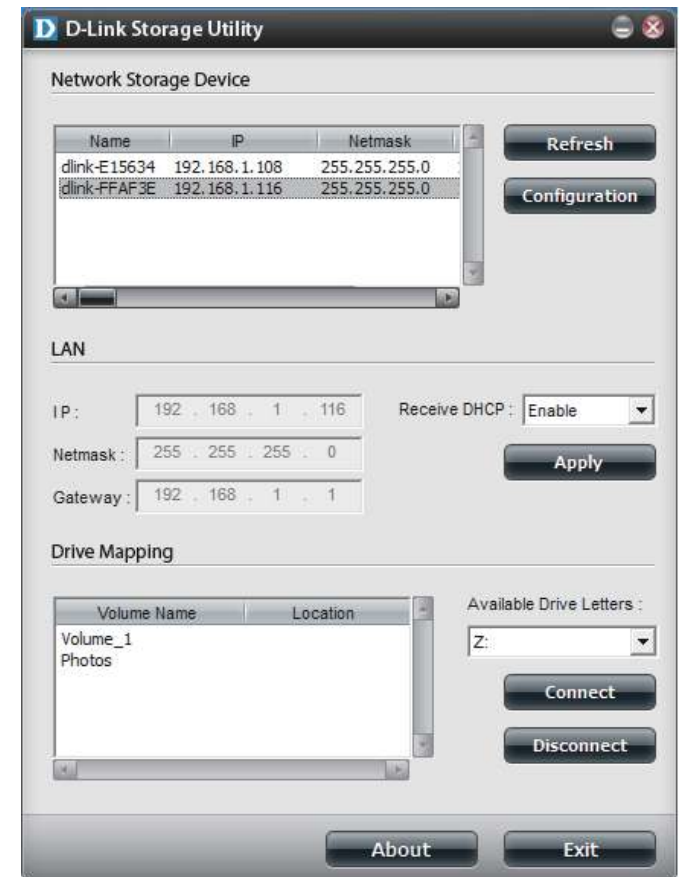 D D-Link Storage Utility
Network Storage Device
Name IP Netmask
dlink-E15634 192.168.1.108 255.255.255.0
dlink-FFAF3E 192.168.1.116 255.255.255.0
Refresh
Configuration
LAN
IP: 192 . 168 . 1 . 116
Receive DHCP : Enable
Netmask : 255 . 255 . 255 . 0
Apply
Gateway : 192 . 168 . 1 . 1
Drive Mapping
Volume Name Location
Volume_1
Photos
Available Drive Letters :
Z:
Connect
Disconnect
About Exit